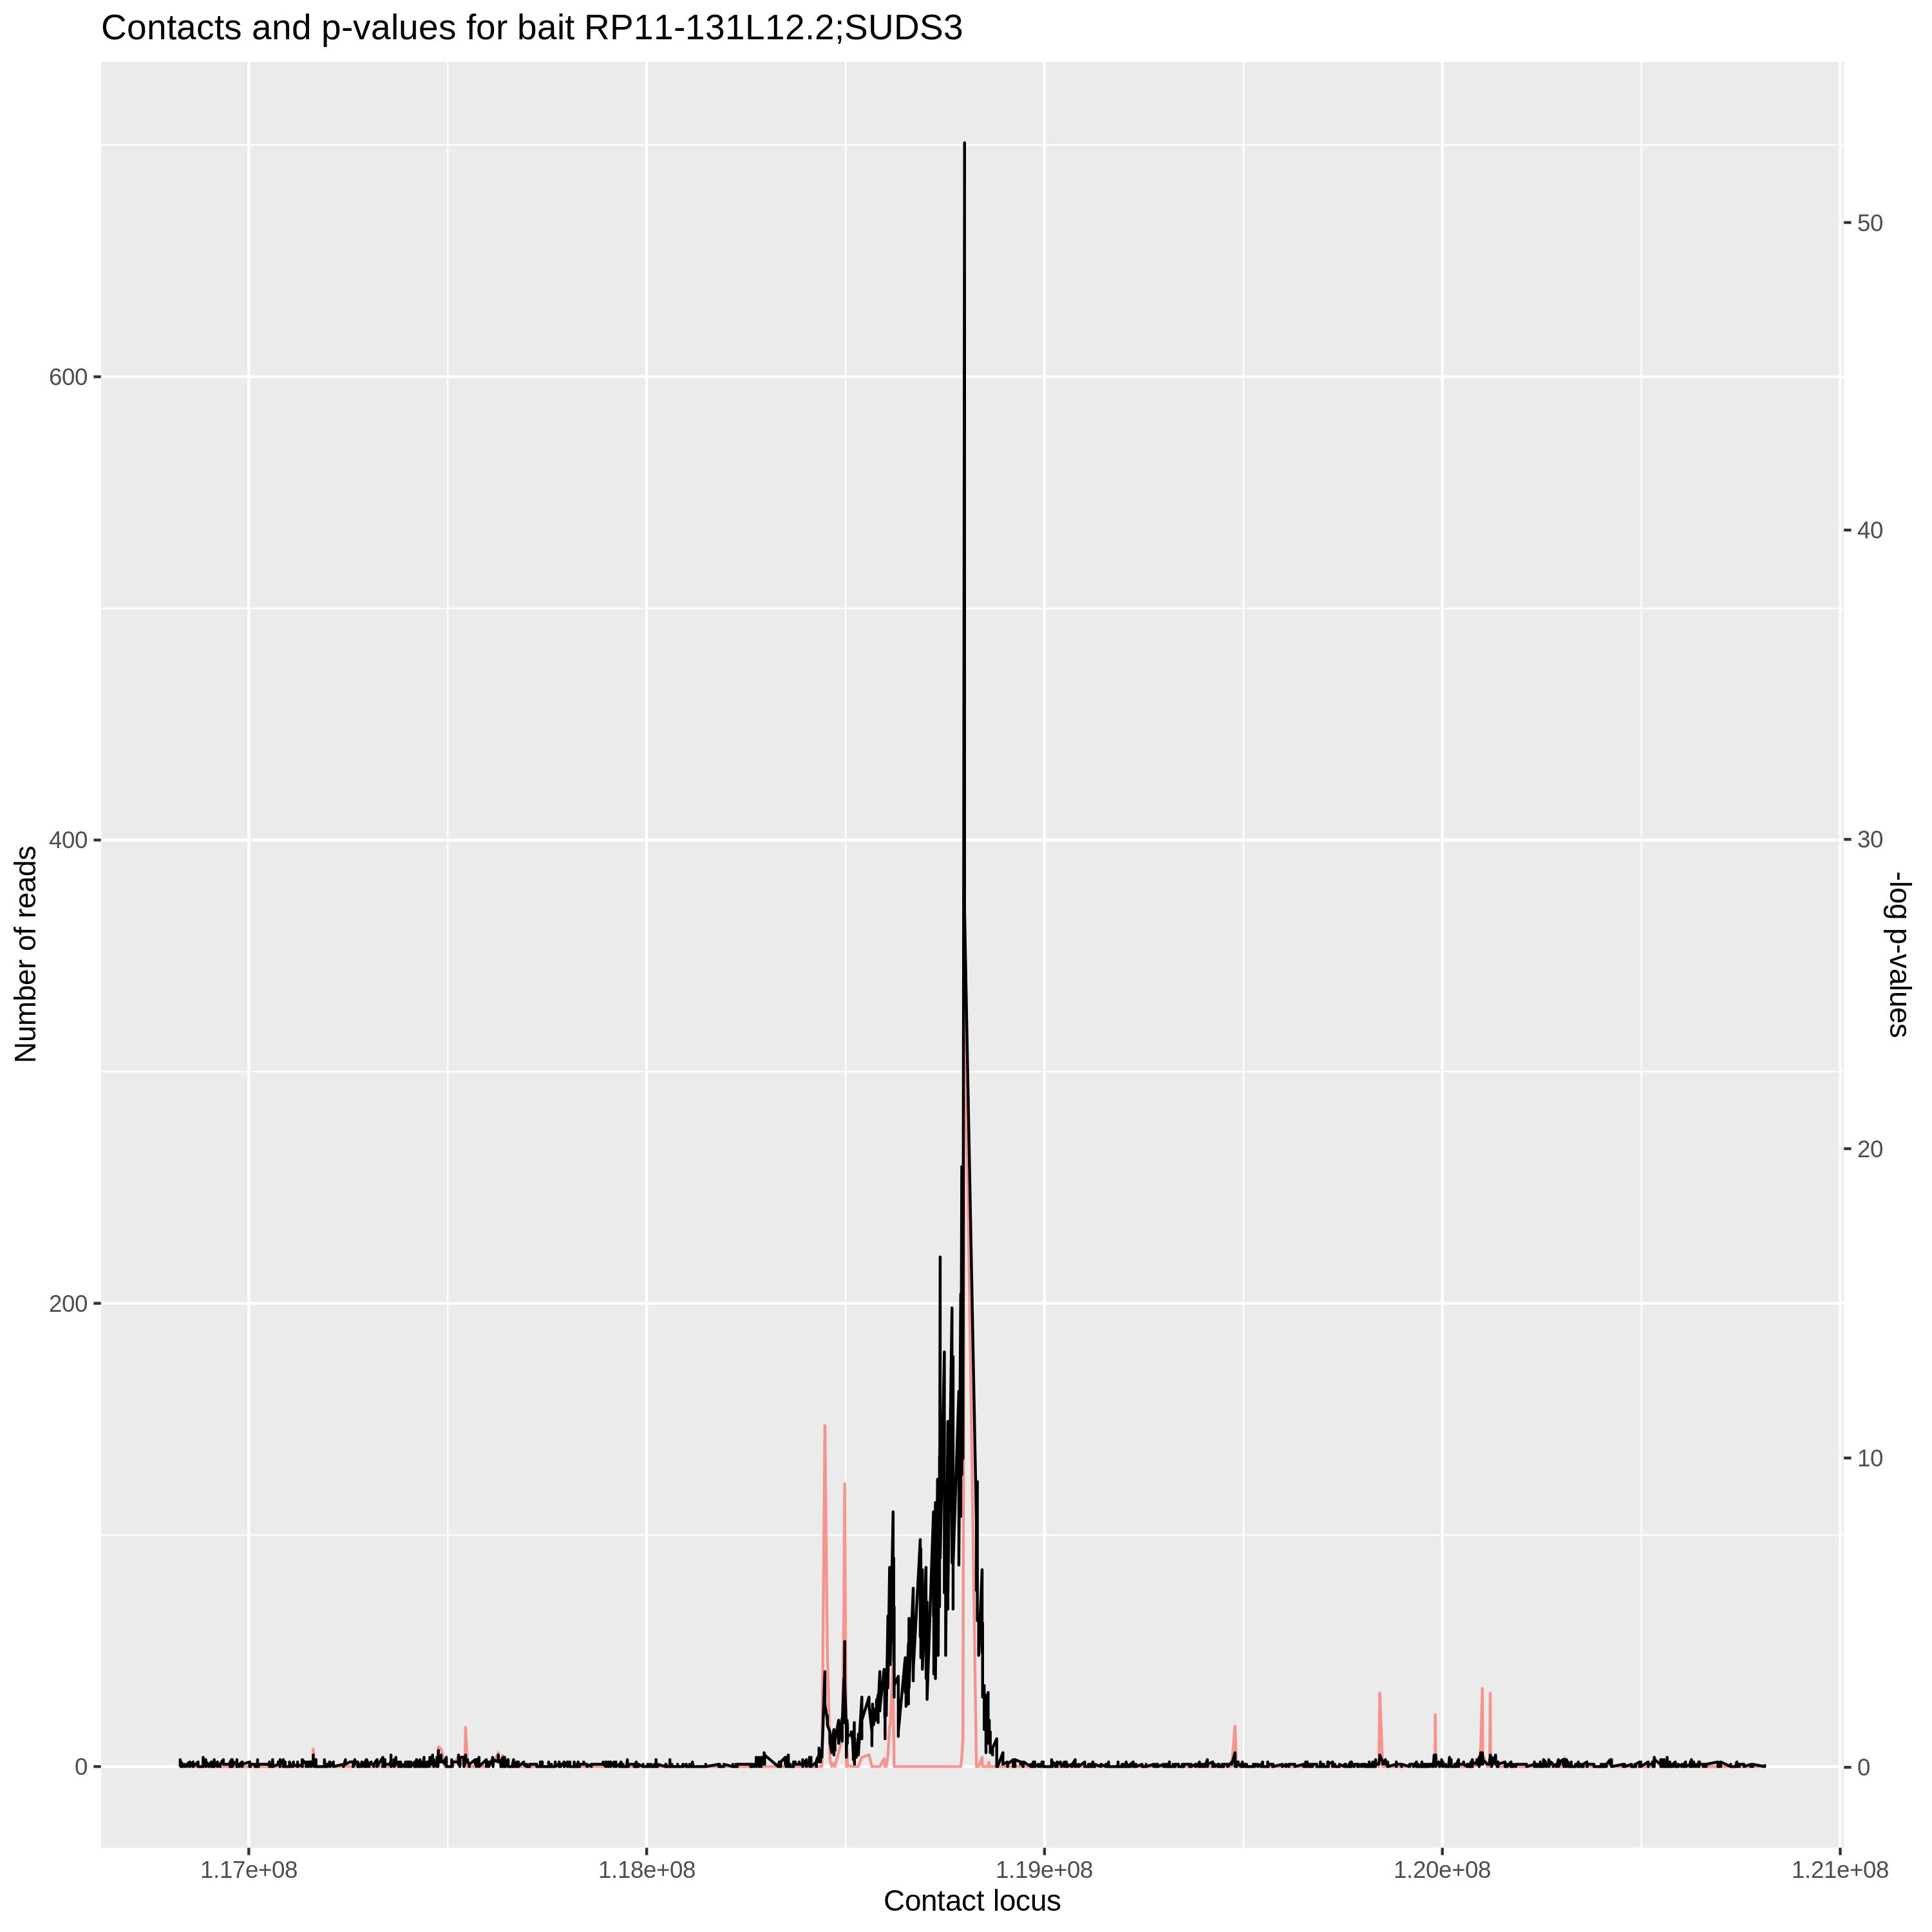 Contacts and p-values for bait RP11-131L12.2;SUDS3
Number of reads
600
400
200
0
50
40
30
20
10
0
-log p-values
1.17e+08
1.18e+08
1.19e+08
1.20e+08
1.21e+08
Contact locus